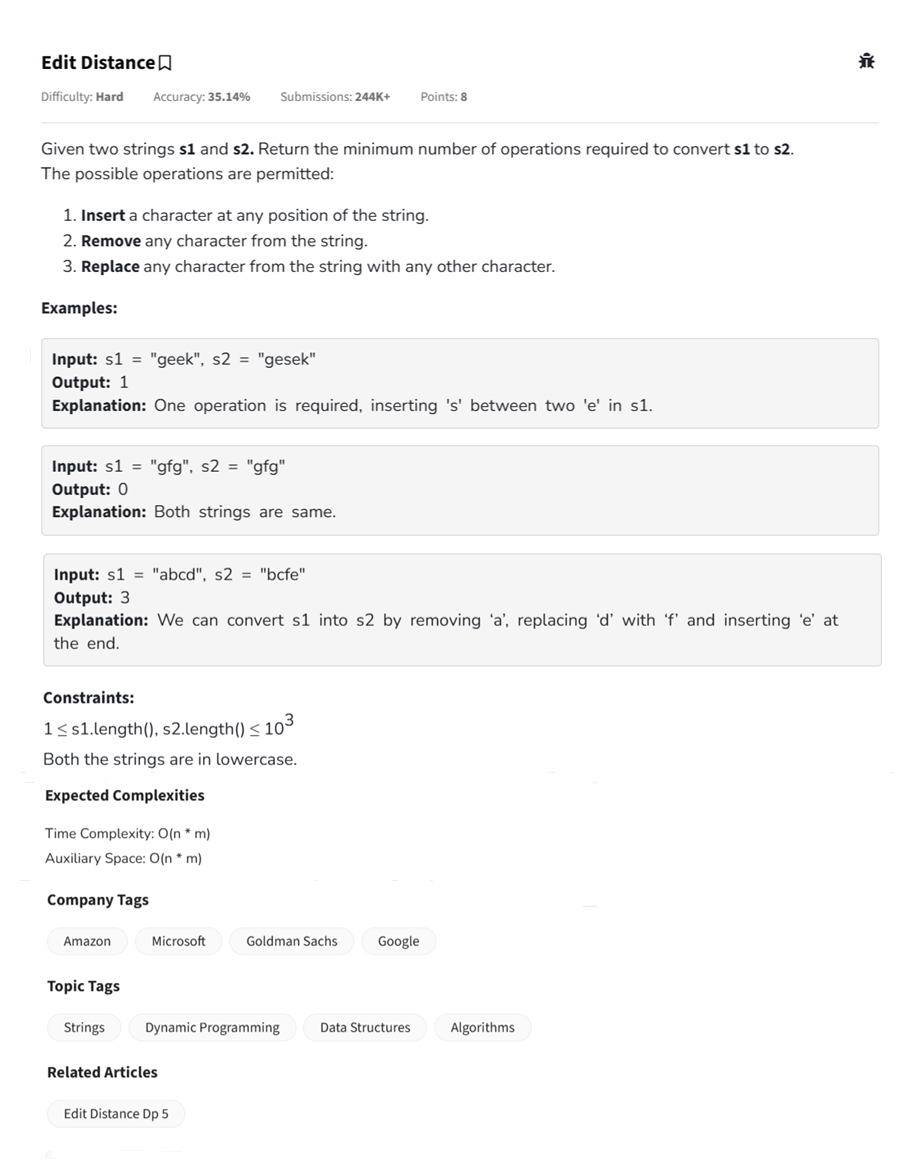 Edit Distance
Difficulty: Hard Accuracy: 35.14% Submissions: 244K+ Points: 8
Given two strings s1 and s2. Return the minimum number of operations required to convert s1 to s2.
The possible operations are permitted:
1. Insert a character at any position of the string.
2. Remove any character from the string.
3. Replace any character from the string with any other character.
Examples:
Input: s1 = "geek", s2 = "gesek"
Output: 1
Explanation: One operation is required, inserting 's' between two 'e' in s1.
Input: s1 = "gfg", s2 = "gfg"
Output: 0
Explanation: Both strings are same.
Input: s1 = "abcd", s2 = "bcfe"
Output: 3
Explanation: We can convert s1 into s2 by removing ‘a’, replacing ‘d’ with ‘f’ and inserting ‘e’ at
the end.
Constraints:
1 ≤ s1.length(), s2.length() ≤ 10³
Both the strings are in lowercase.
Expected Complexities
Time Complexity: O(n * m)
Auxiliary Space: O(n * m)
Company Tags
Amazon Microsoft Goldman Sachs Google
Topic Tags
Strings Dynamic Programming Data Structures Algorithms
Related Articles
Edit Distance Dp 5